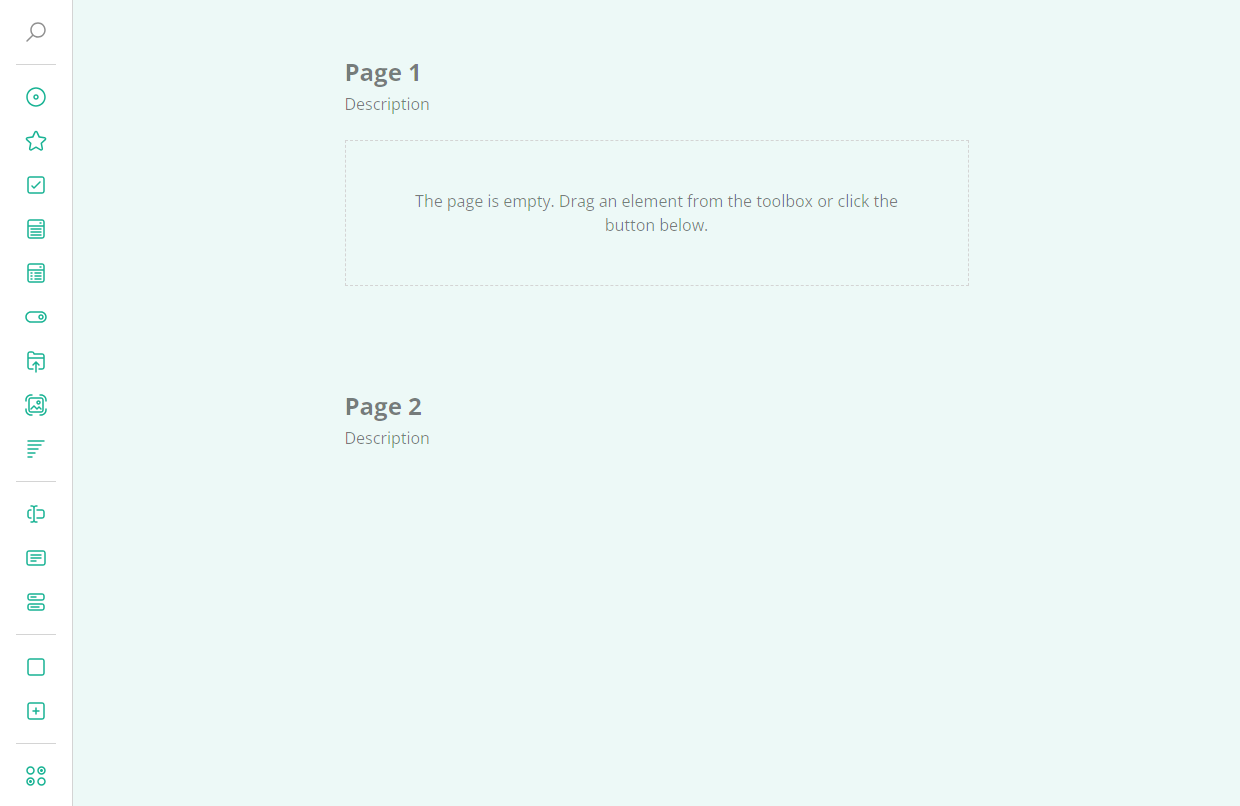 Page 1
Description
The page is empty. Drag an element from the toolbox or click the
button below.
Page 2
Description